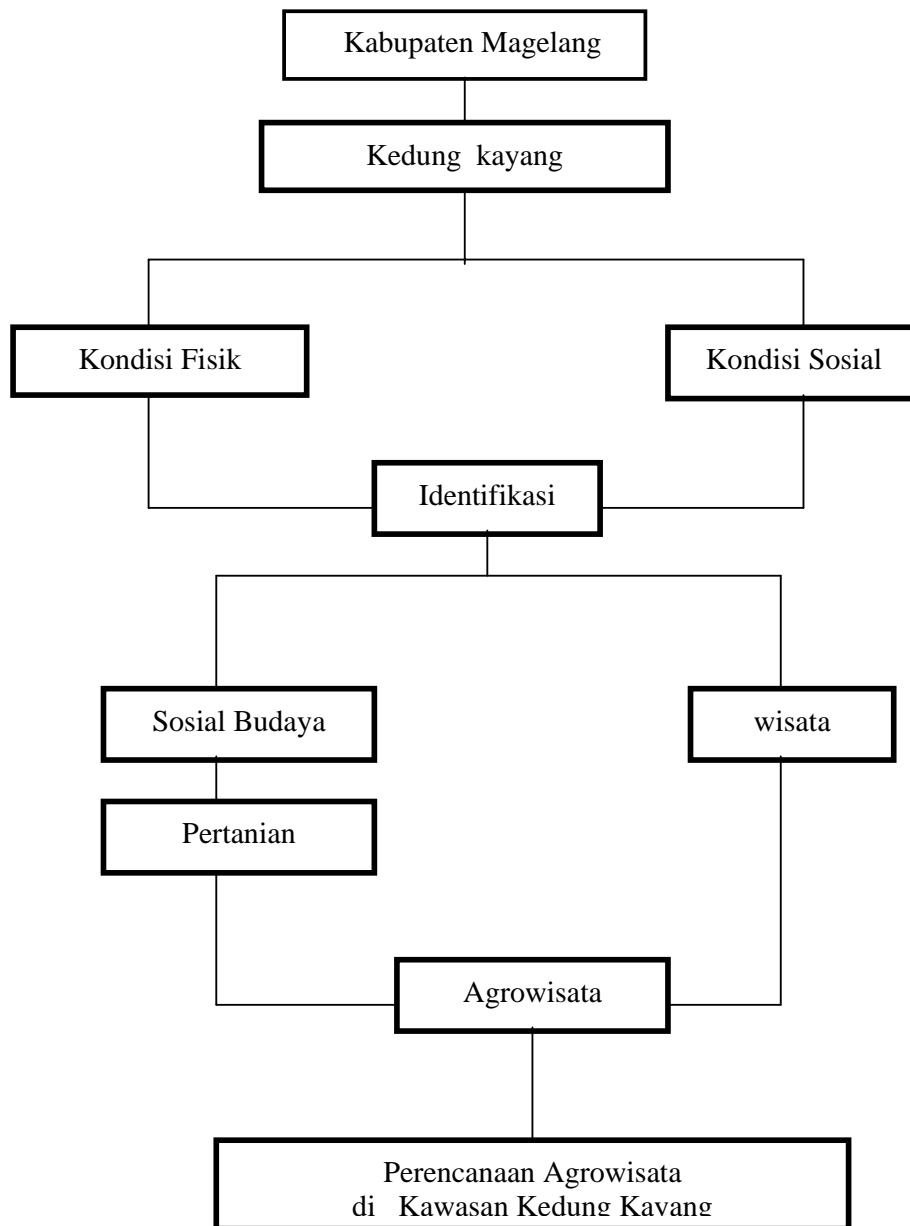 Kabupaten Magelang
Kedung kayang
Kondisi Fisik
Kondisi Sosial
Identifikasi
Sosial Budaya
wisata
Pertanian
Agrowisata
Perencanaan Agrowisata
di Kawasan Kedung Kayang